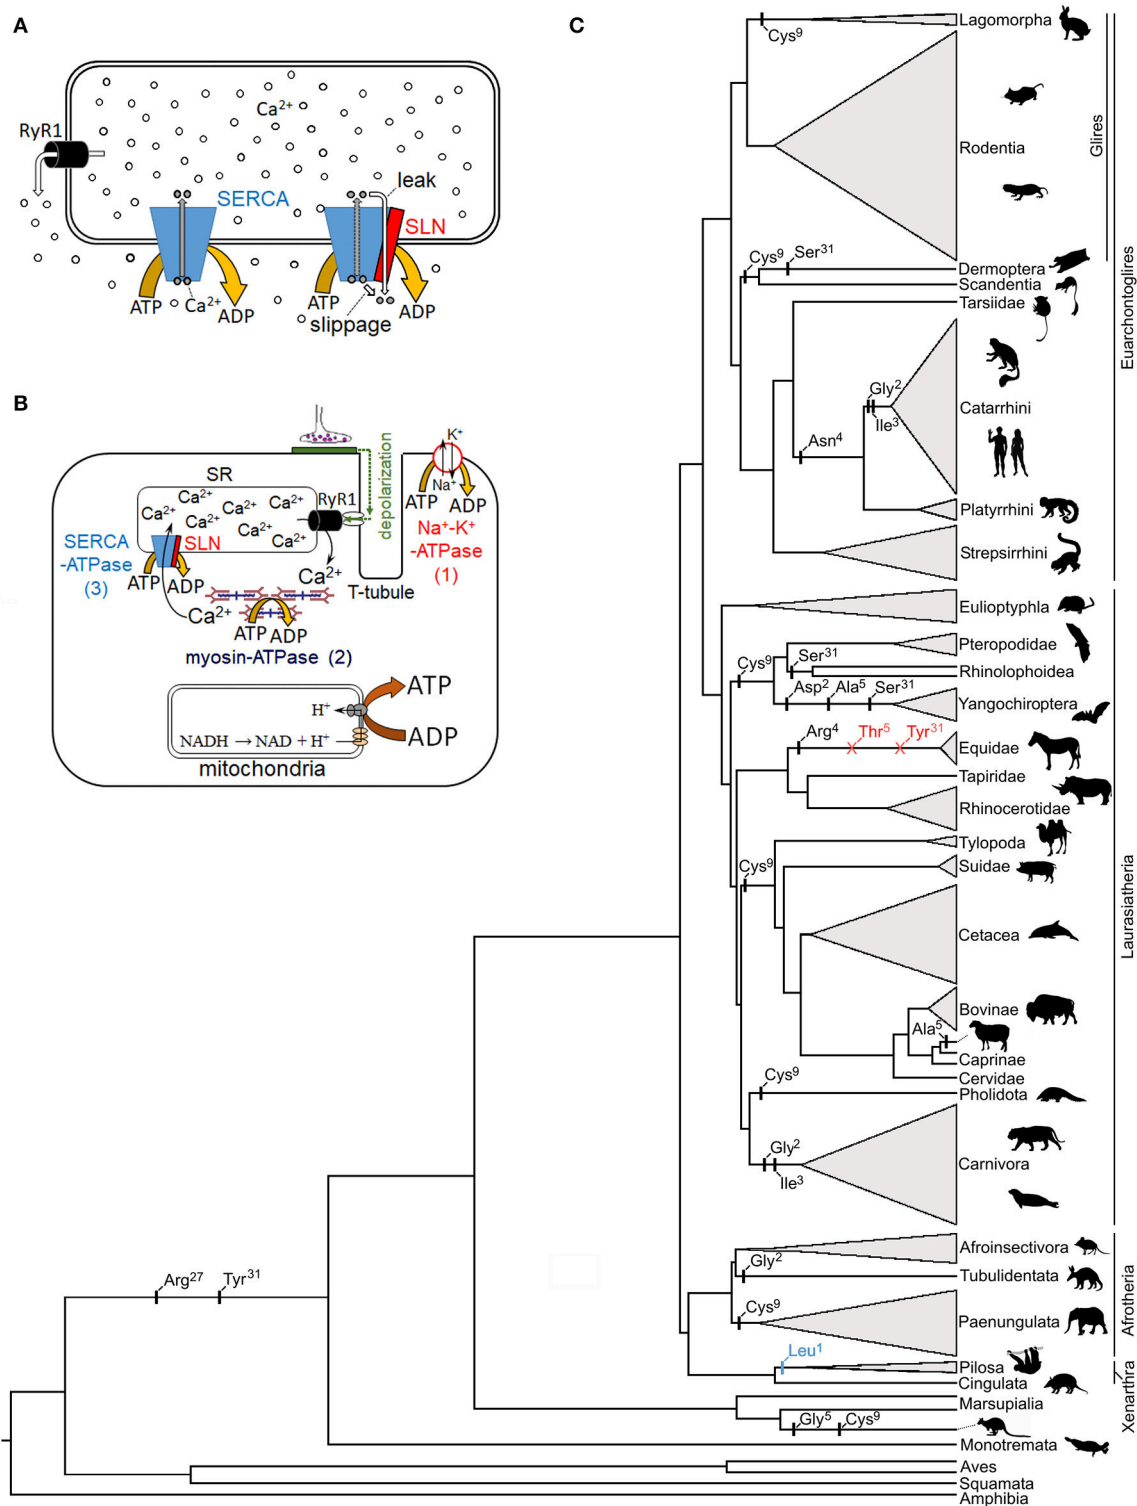 A
Ca2+
RyR1
leak
SERCA
SLN
ATP
Ca2+
ADP
ATP
ADP
slippage
B
K+
SR
depolarization
Na+
Ca2+
Ca2+
Ca2+
Ca2+
Ca2+
Ca2+
Ca2+
RyR1
ATP
ADP
Na+-K+
-ATPase
(1)
SERCA
-ATPase
(3)
SLN
ATP
ADP
Ca2+
T-tubule
Ca2+
ATP
ADP
myosin-ATPase (2)
ATP
H+
NADH → NAD + H+
ADP
mitochondria
C
Cys9
Lagomorpha
Rodentia
Glires
Cys9
Ser31
Dermoptera
Scandentia
Tarsiidae
Euarchontoglires
Gly2
Ile3
Catarrhini
Asn4
Platyrrhini
Strepsirrhini
Eulioptyphla
Pteropodidae
Cys9
Ser31
Rhinolophoidea
Asp2
Ala5
Ser31
Yangochiroptera
Arg4
Thr5
Tyr31
Equidae
Tapiridae
Rhinocerotidae
Tylopoda
Cys9
Suidae
Laurasiatheria
Cetacea
Bovinae
Ala5
Caprinae
Cervidae
Cys9
Pholidota
Gly2
Ile3
Carnivora
Afroinsectivora
Gly2
Tubulidentata
Afrotheria
Arg27
Tyr31
Cys9
Paenungulata
Leu1
Pilosa
Cingulata
Xenarthra
Marsupialia
Gly5
Cys9
Monotremata
Aves
Squamata
Amphibia